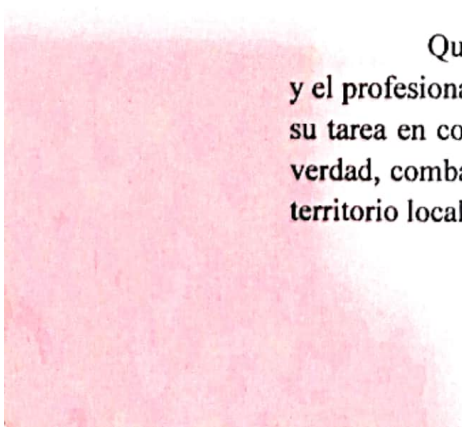 Qu
y el profesiona
su tarea en co
verdad, comba
territorio local